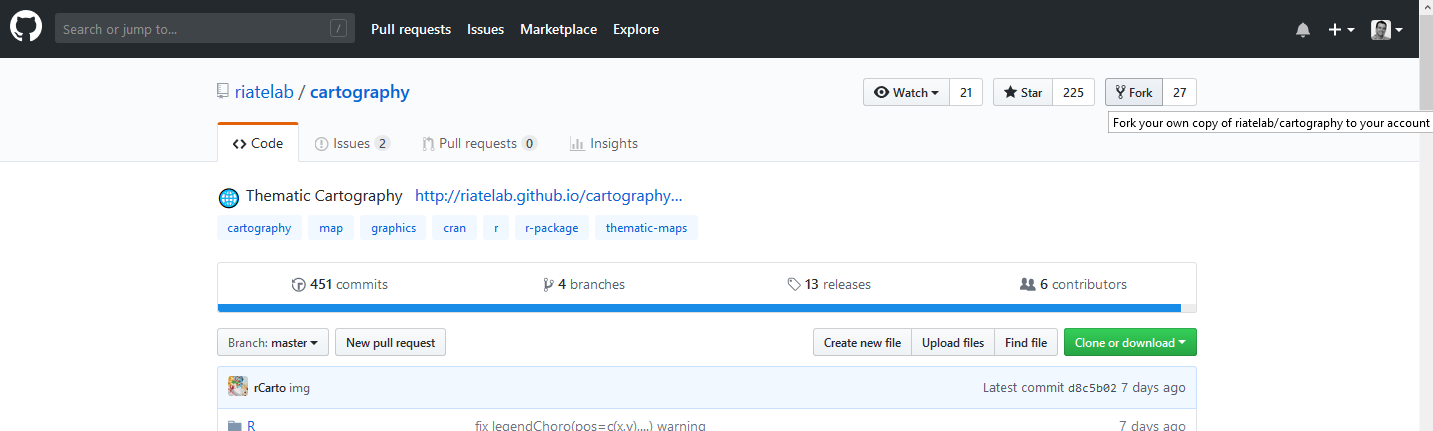 Search or jump to... / Pull requests Issues Marketplace Explore
riatelab / cartography Watch 21 Star 225 Fork 27
Fork your own copy of riatelab/cartography to your account
Code Issues 2 Pull requests 0 Insights
Thematic Cartography http://riatelab.github.io/cartography...
cartography map graphics cran r r-package thematic-maps
451 commits 4 branches 13 releases 6 contributors
Branch: master New pull request Create new file Upload files Find file Clone or download
rCarto img Latest commit d8c5b02 7 days ago
R fix legendChoro(pos=c(x,y),...) warning 7 days ago